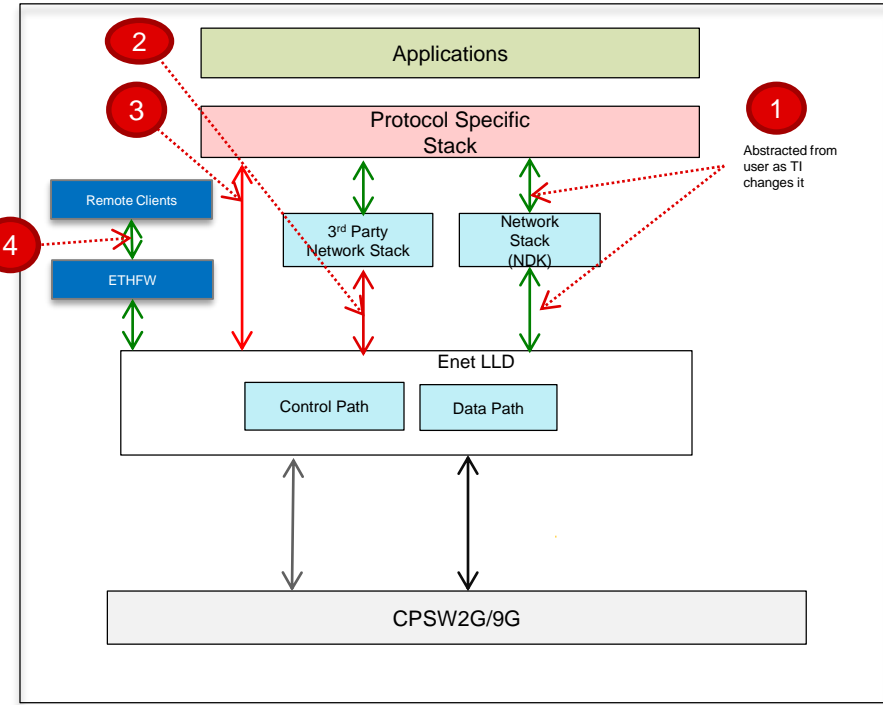 2
Applications
3
1
Protocol Specific
Stack
Abstracted from
user as TI
changes it
Remote Clients
3rd Party
Network Stack
Network
Stack
(NDK)
4
ETHFW
Enet LLD
Control Path
Data Path
CPSW2G/9G